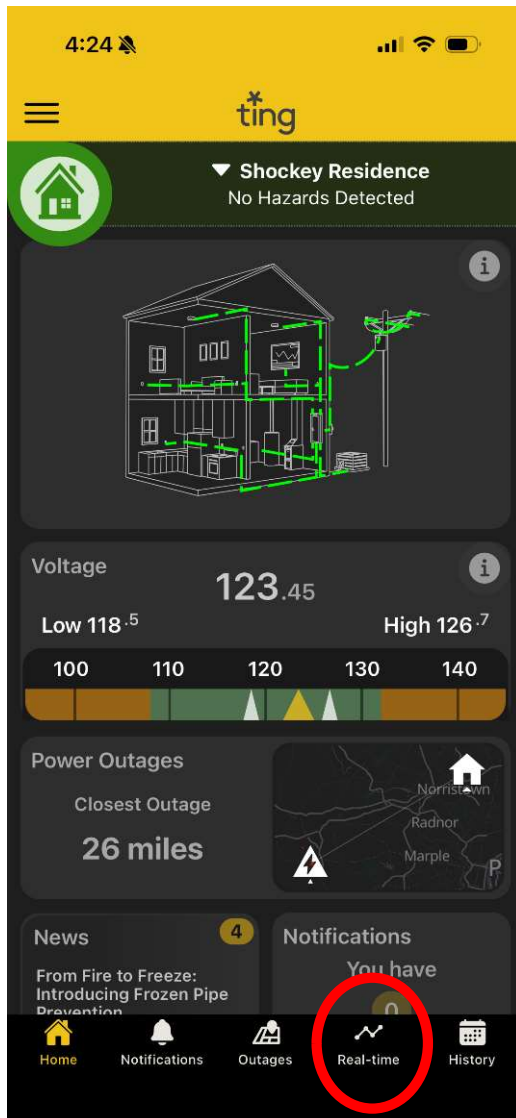 4:24
ting
Shockey Residence
No Hazards Detected
i
Voltage
i
123.45
Low 118.5
High 126.7
100 110 120 130 140
Power Outages
Closest Outage
26 miles
Norristown
Radnor
Marple
P
News
4
From Fire to Freeze:
Introducing Frozen Pipe
Prevention
Notifications
You have
0
Home Notifications Outages Real-time History